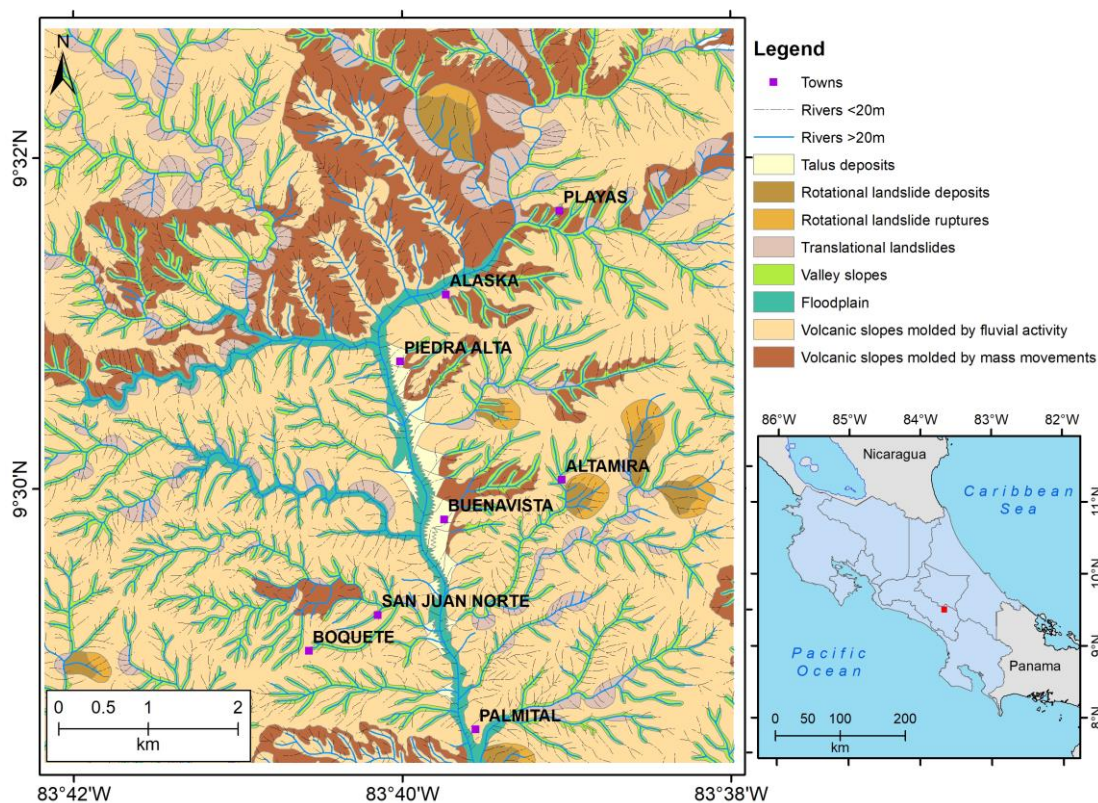 N
9°32'N
9°30'N
PLAYAS
ALASKA
PIEDRA ALTA
ALTAMIRA
BUENAVISTA
SAN JUAN NORTE
BOQUETE
PALMITAL
0 0.5 1 2
km
83°42'W 83°40'W 83°38'W
Legend
Towns
Rivers <20m
Rivers >20m
Talus deposits
Rotational landslide deposits
Rotational landslide ruptures
Translational landslides
Valley slopes
Floodplain
Volcanic slopes molded by fluvial activity
Volcanic slopes molded by mass movements
86°W 85°W 84°W 83°W 82°W
Nicaragua
Caribbean
Sea
11°N
10°N
9°N
8°N
Pacific
Ocean
Panama
0 50 100 200
km